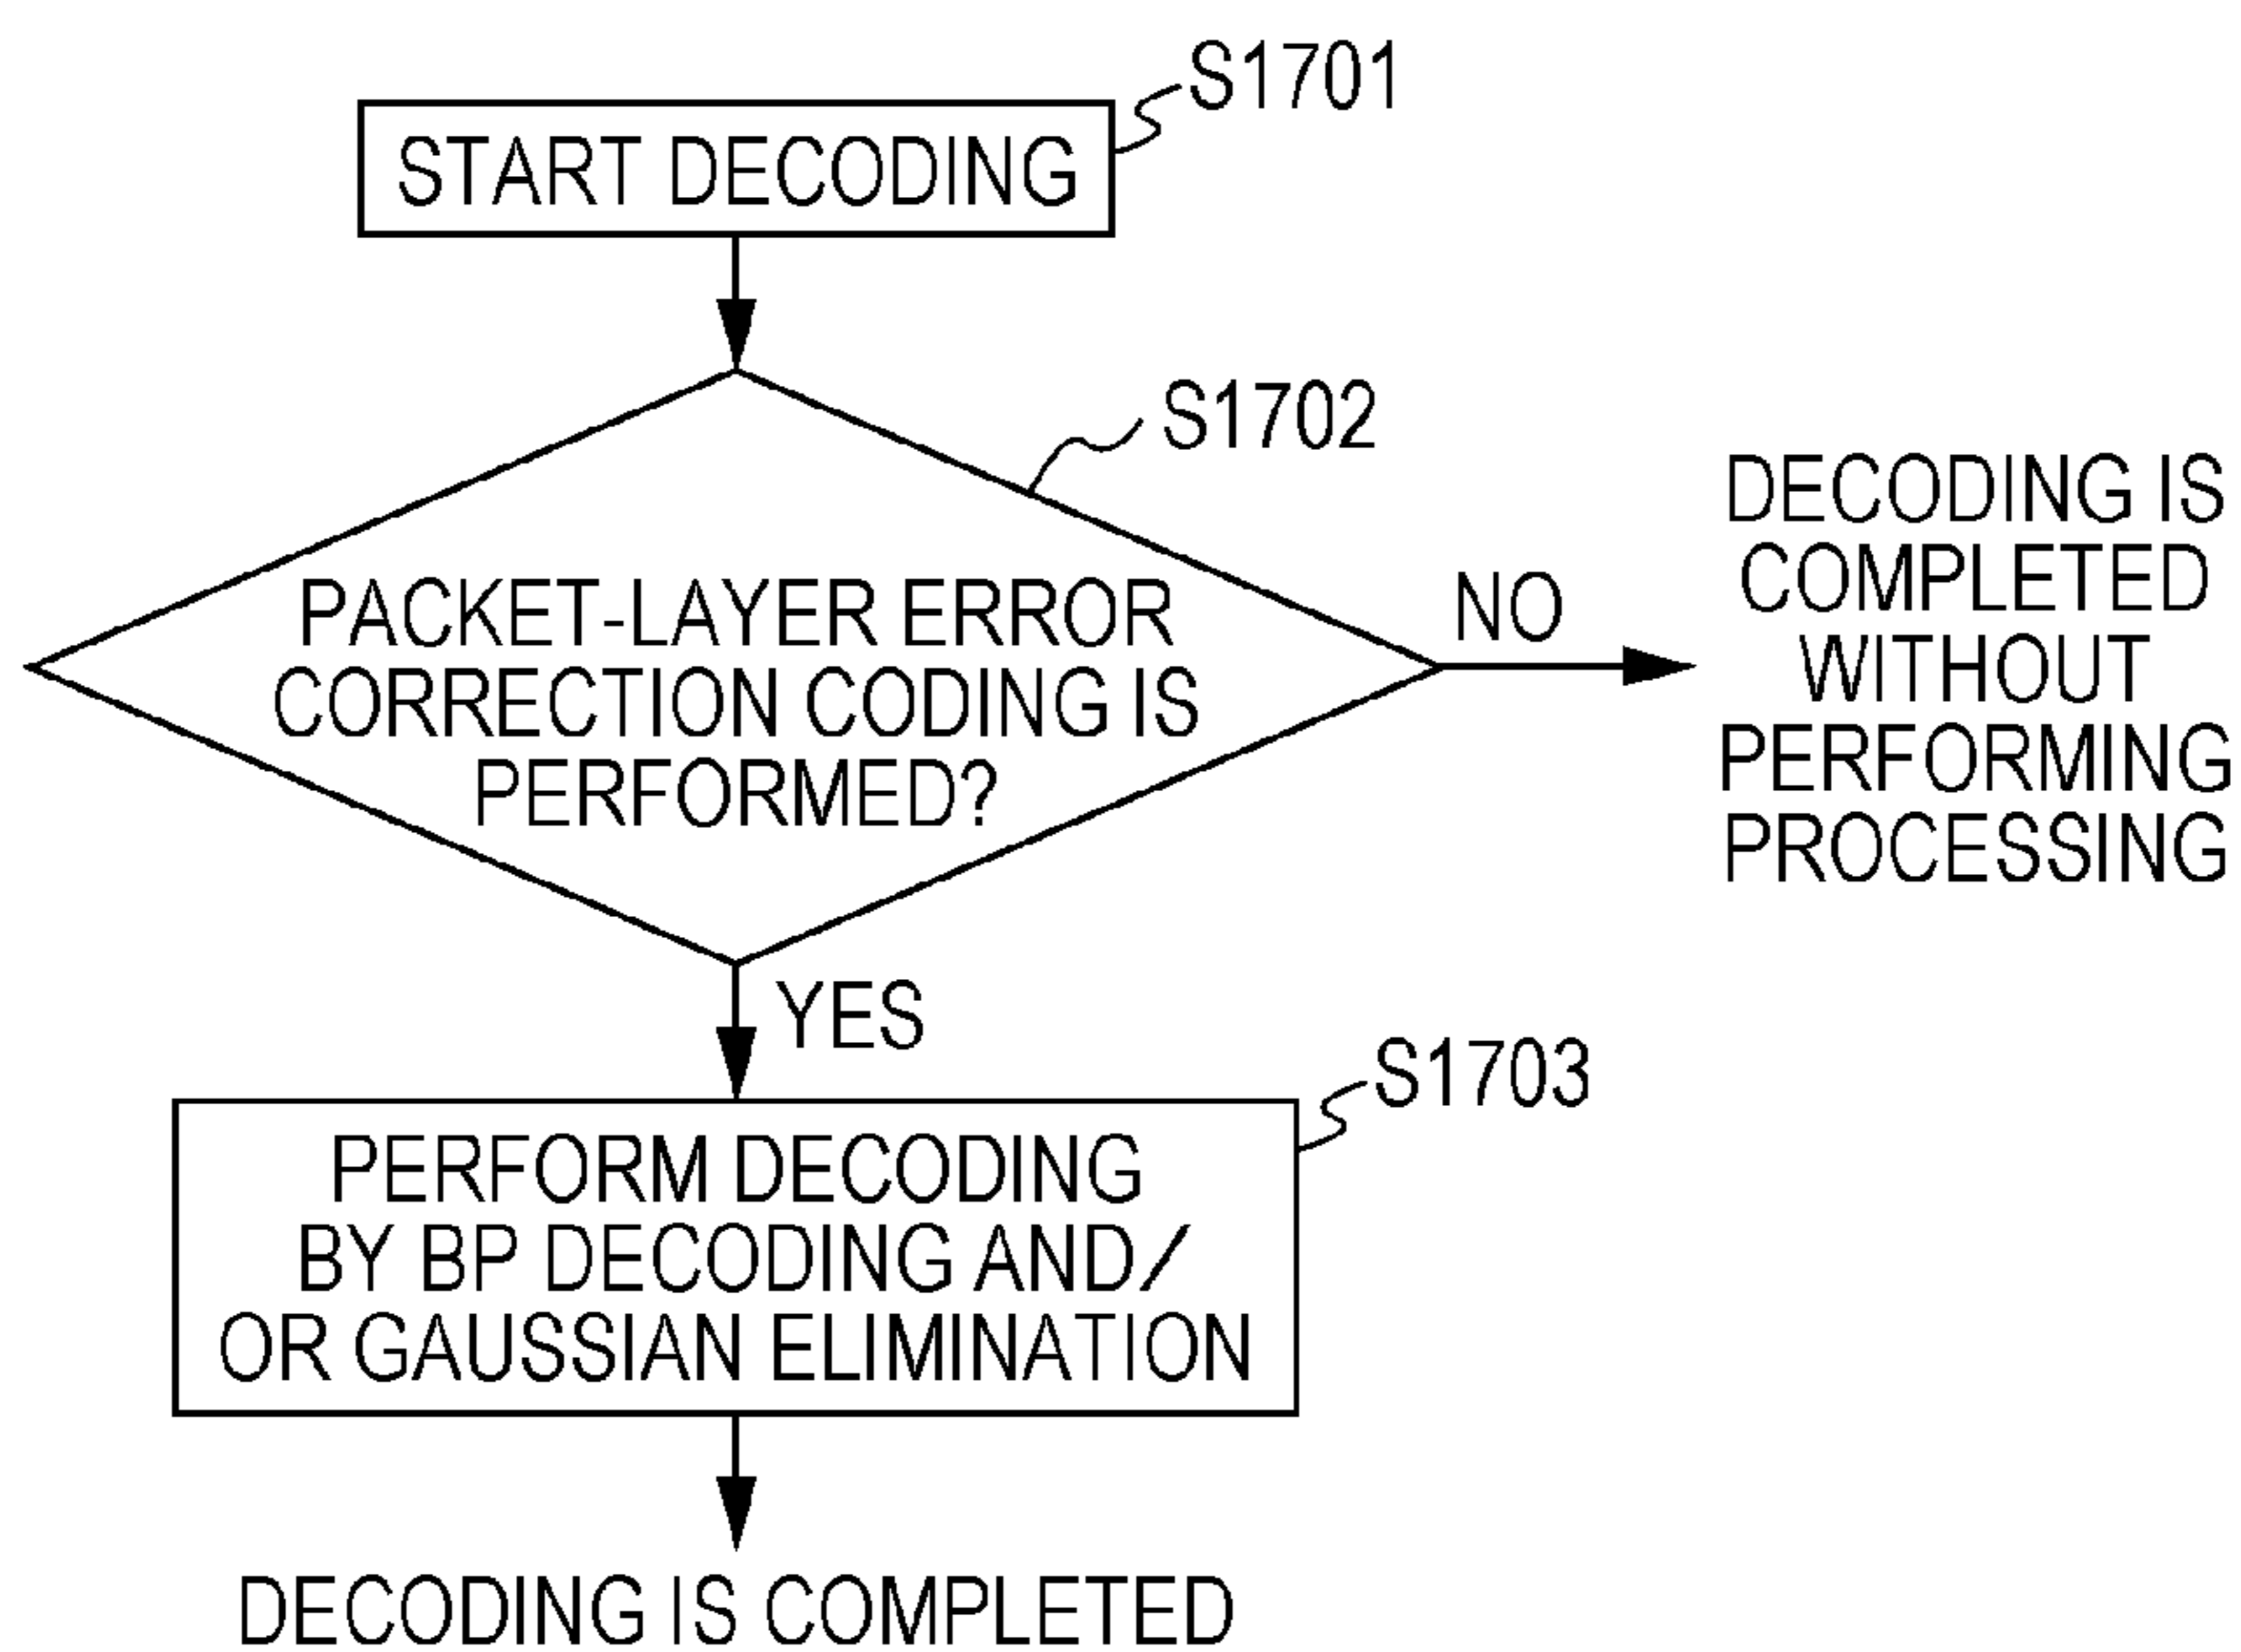 S1701
START DECODING
S1702
PACKET-LAYER ERROR
CORRECTION CODING IS
PERFORMED?
NO
DECODING IS
COMPLETED
WITHOUT
PERFORMING
PROCESSING
YES
S1703
PERFORM DECODING
BY BP DECODING AND/
OR GAUSSIAN ELIMINATION
DECODING IS COMPLETED